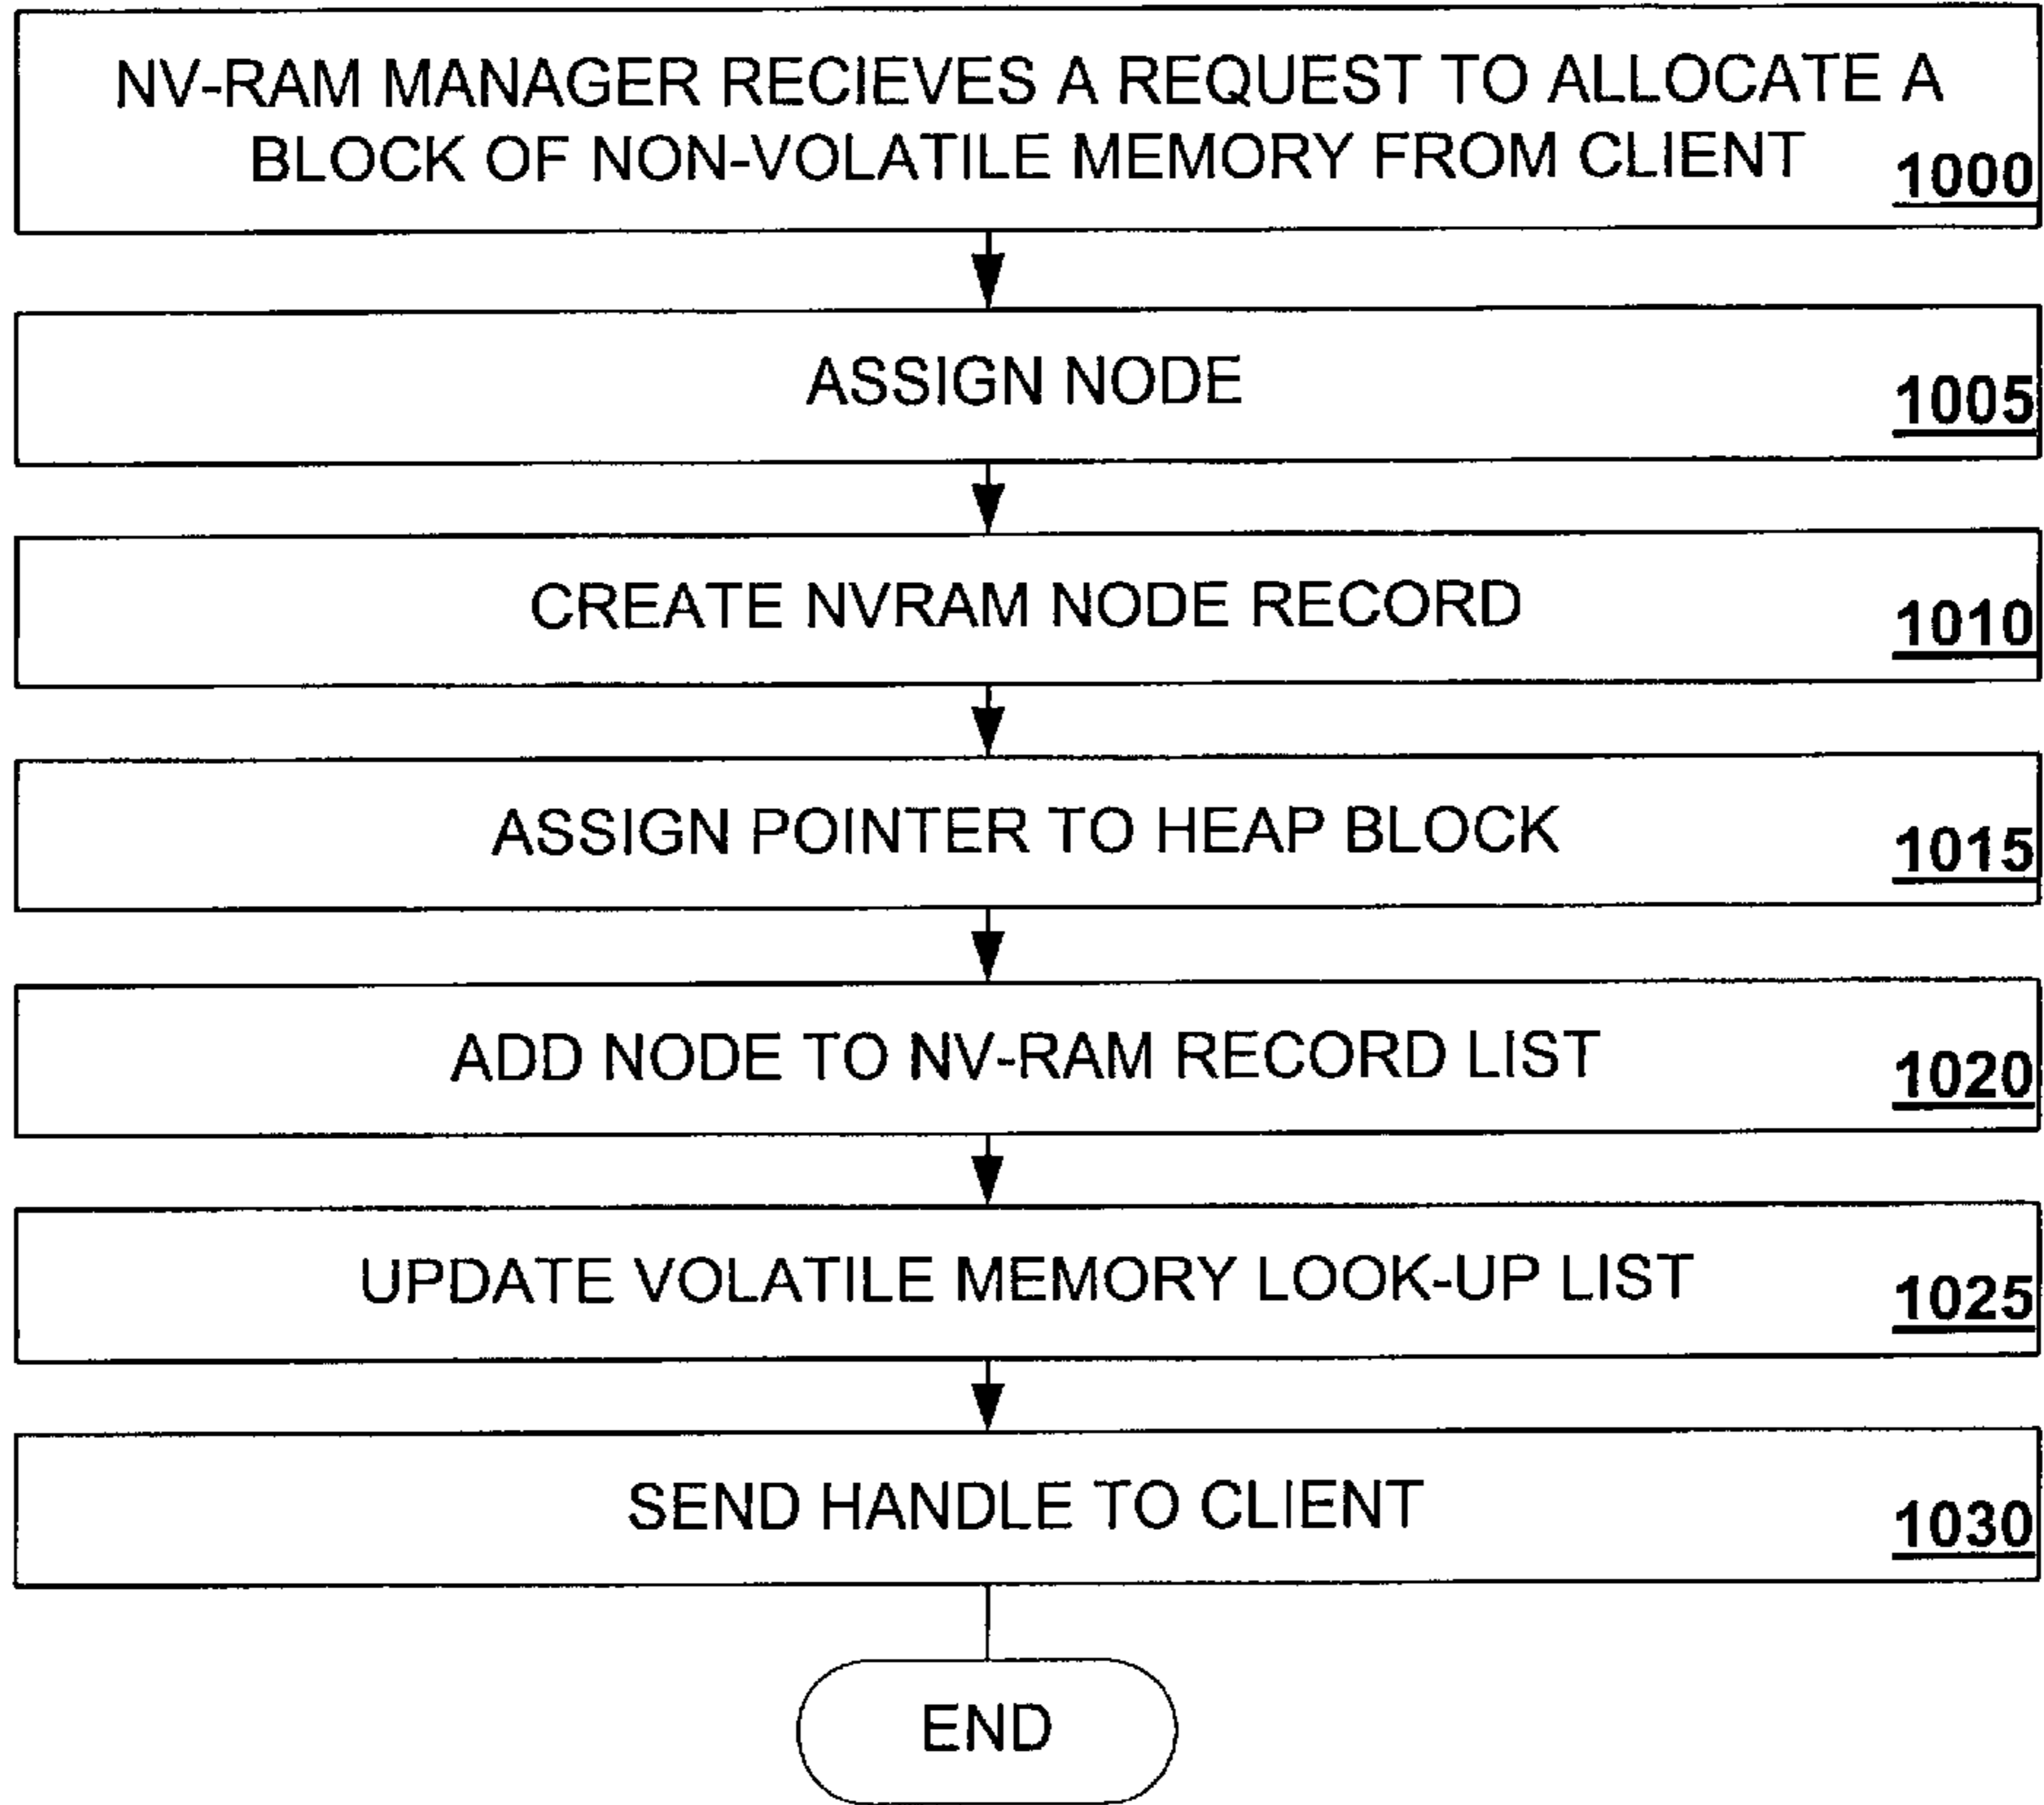 NV-RAM MANAGER RECIEVES A REQUEST TO ALLOCATE A
BLOCK OF NON-VOLATILE MEMORY FROM CLIENT
1000
ASSIGN NODE
1005
CREATE NVRAM NODE RECORD
1010
ASSIGN POINTER TO HEAP BLOCK
1015
ADD NODE TO NV-RAM RECORD LIST
1020
UPDATE VOLATILE MEMORY LOOK-UP LIST
1025
SEND HANDLE TO CLIENT
1030
END